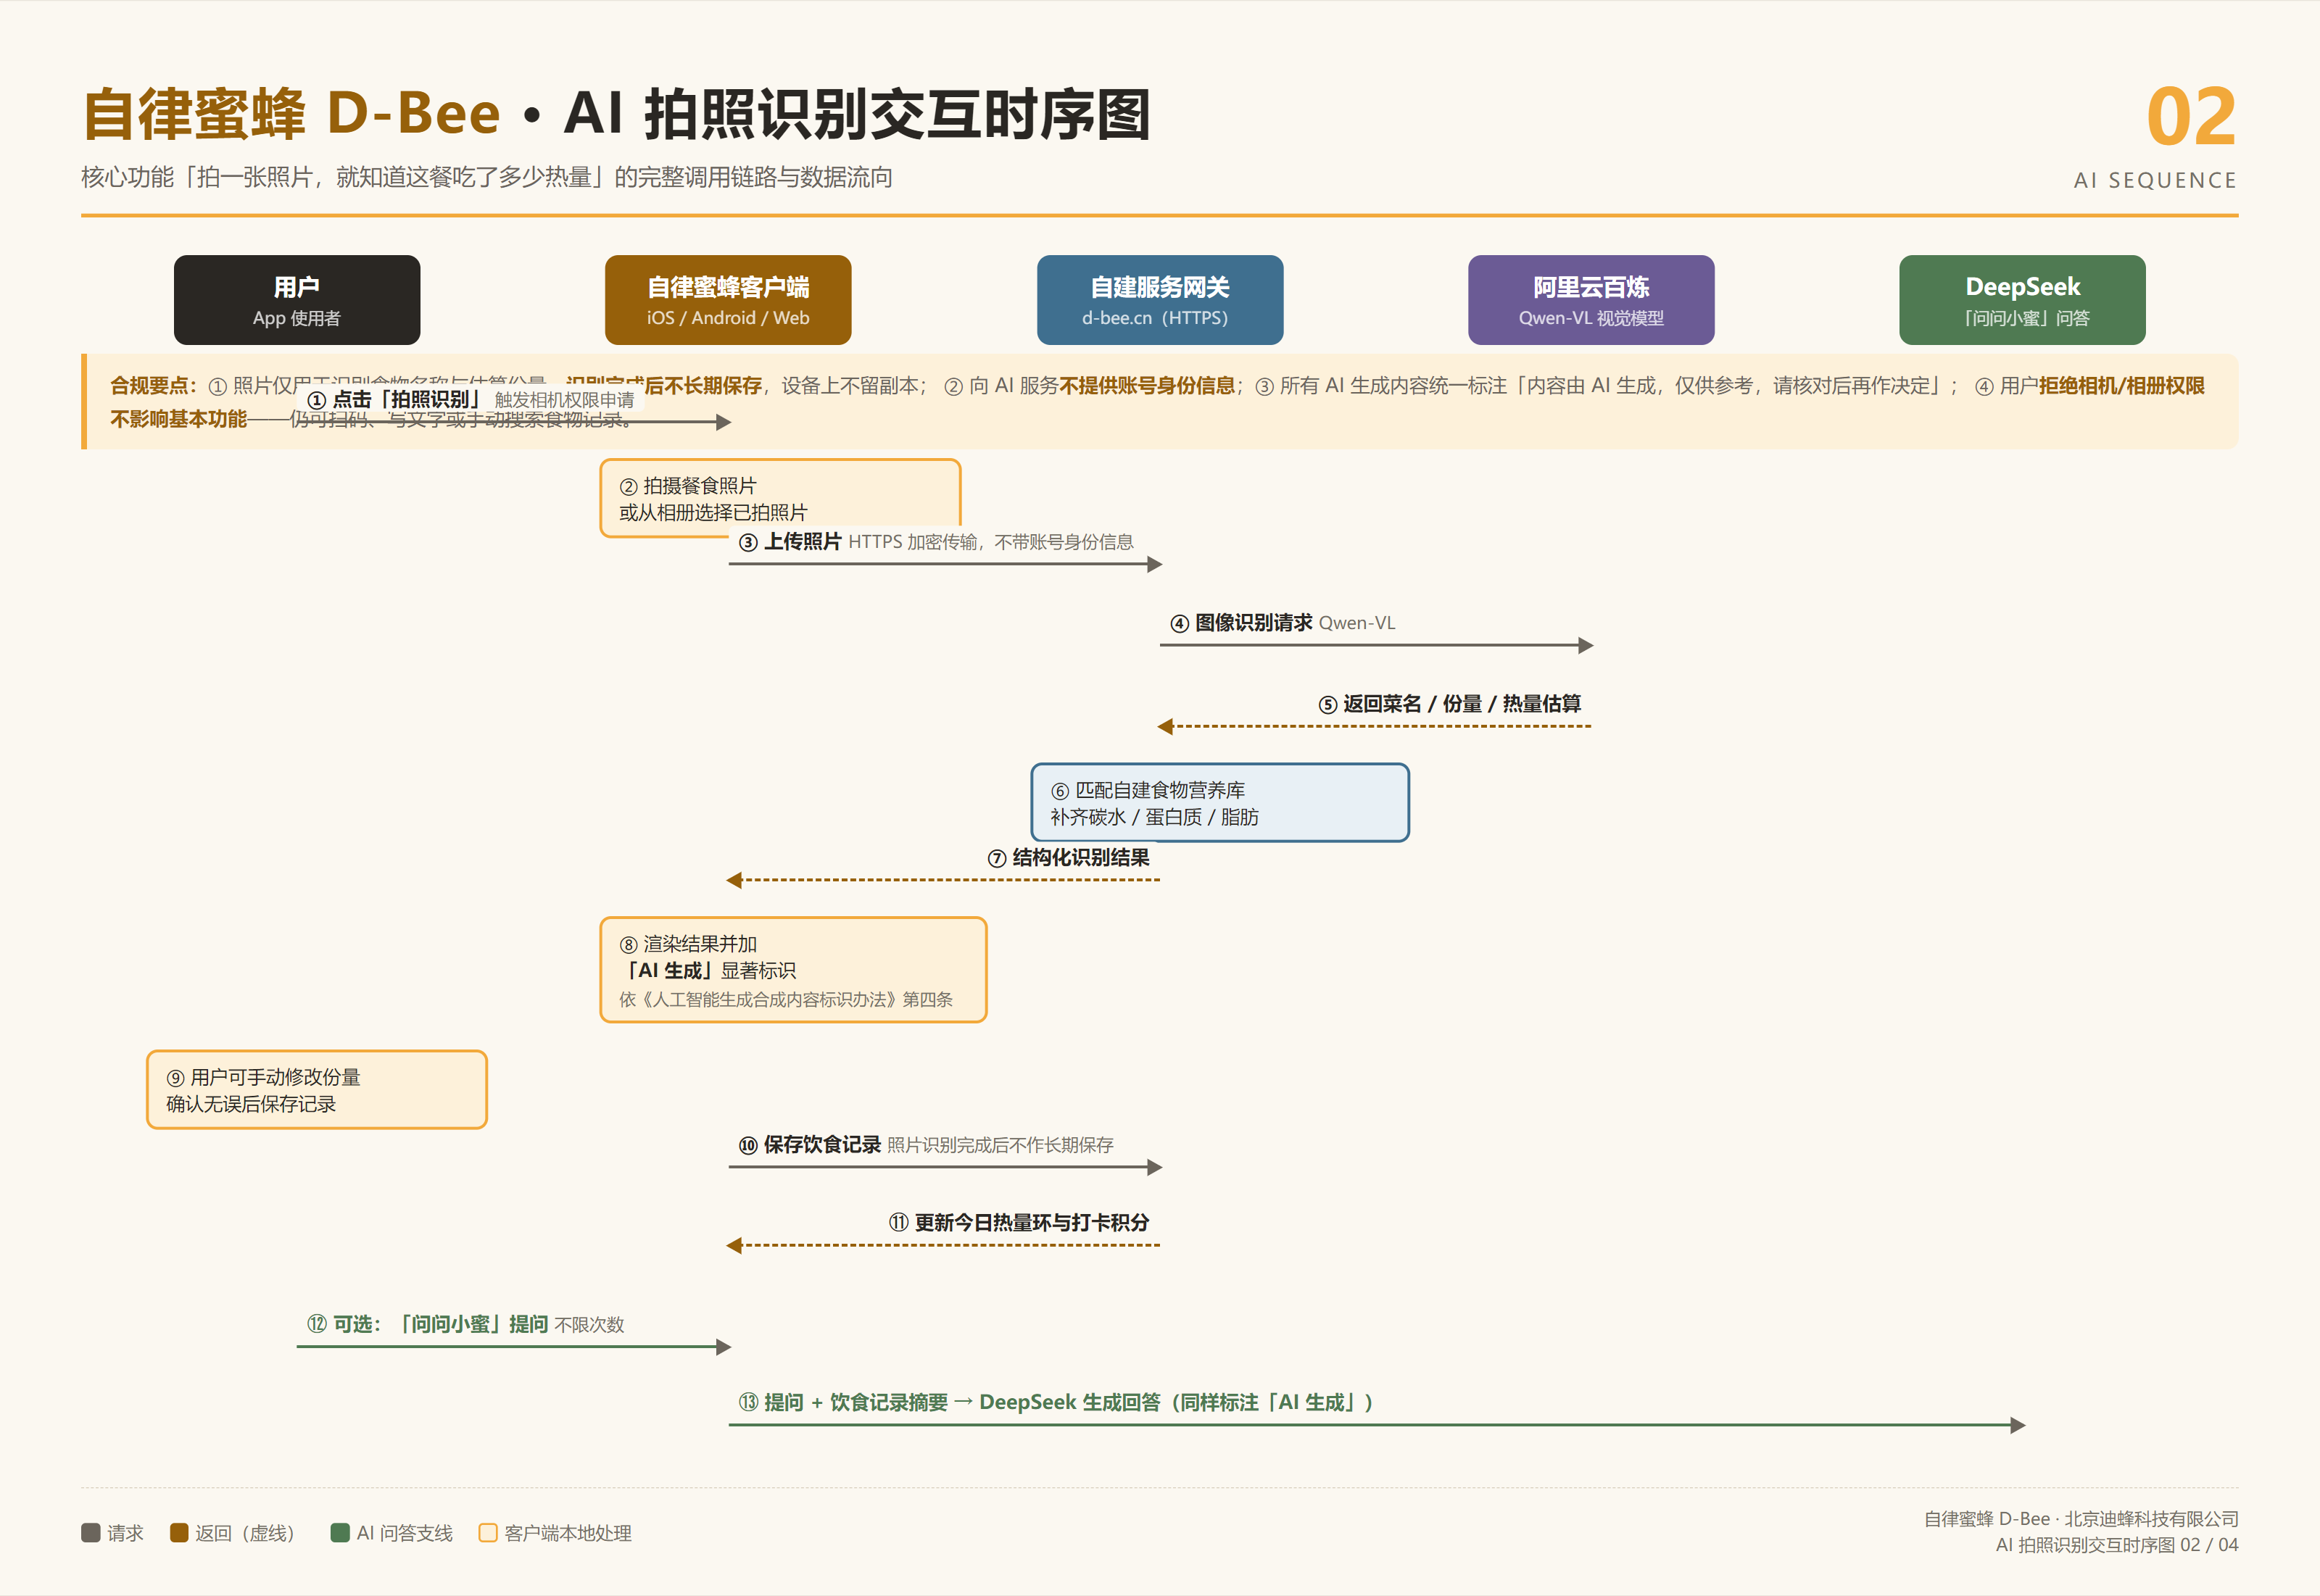 自律蜜蜂 D-Bee · AI 拍照识别交互时序图
02
核心功能「拍一张照片，就知道这餐吃了多少热量」的完整调用链路与数据流向
AI SEQUENCE
用户
App 使用者
自律蜜蜂客户端
iOS / Android / Web
自建服务网关
d-bee.cn（HTTPS）
阿里云百炼
Qwen-VL 视觉模型
DeepSeek
「问问小蜜」问答
合规要点：① 照片仅用于识别食物名称与估算份量，识别完成后不长期保存，设备上不留副本； ② 向 AI 服务不提供账号身份信息；③ 所有 AI 生成内容统一标注「内容由 AI 生成，仅供参考，请核对后再作决定」； ④ 用户拒绝相机/相册权限
不影响基本功能——仍可扫码、写文字或手动搜索食物记录。
① 点击「拍照识别」 触发相机权限申请
② 拍摄餐食照片
或从相册选择已拍照片
③ 上传照片 HTTPS 加密传输，不带账号身份信息
④ 图像识别请求 Qwen-VL
⑤ 返回菜名 / 份量 / 热量估算
⑥ 匹配自建食物营养库
补齐碳水 / 蛋白质 / 脂肪
⑦ 结构化识别结果
⑧ 渲染结果并加
「AI 生成」显著标识
依《人工智能生成合成内容标识办法》第四条
⑨ 用户可手动修改份量
确认无误后保存记录
⑩ 保存饮食记录 照片识别完成后不作长期保存
⑪ 更新今日热量环与打卡积分
⑫ 可选：「问问小蜜」提问 不限次数
⑬ 提问 + 饮食记录摘要 → DeepSeek 生成回答（同样标注「AI 生成」）
请求
返回（虚线）
AI 问答支线
客户端本地处理
自律蜜蜂 D-Bee · 北京迪蜂科技有限公司
AI 拍照识别交互时序图 02 / 04